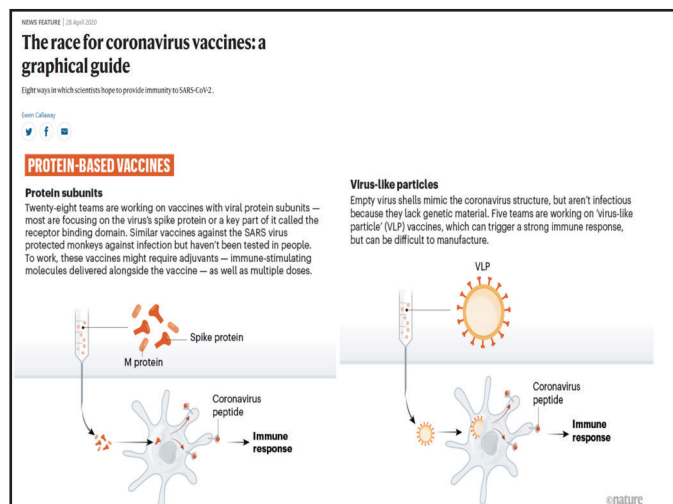 NEWS FEATURE | 28 April 2020
The race for coronavirus vaccines: a
graphical guide
Eight ways in which scientists hope to provide immunity to SARS-CoV-2.
Ewen Callaway
PROTEIN-BASED VACCINES
Protein subunits
Twenty-eight teams are working on vaccines with viral protein subunits —
most are focusing on the virus's spike protein or a key part of it called the
receptor binding domain. Similar vaccines against the SARS virus
protected monkeys against infection but haven't been tested in people.
To work, these vaccines might require adjuvants — immune-stimulating
molecules delivered alongside the vaccine — as well as multiple doses.
Spike protein
M protein
Coronavirus
peptide
Immune
response
Virus-like particles
Empty virus shells mimic the coronavirus structure, but aren't infectious
because they lack genetic material. Five teams are working on 'virus-like
particle' (VLP) vaccines, which can trigger a strong immune response,
but can be difficult to manufacture.
VLP
Coronavirus
peptide
Immune
response
©nature